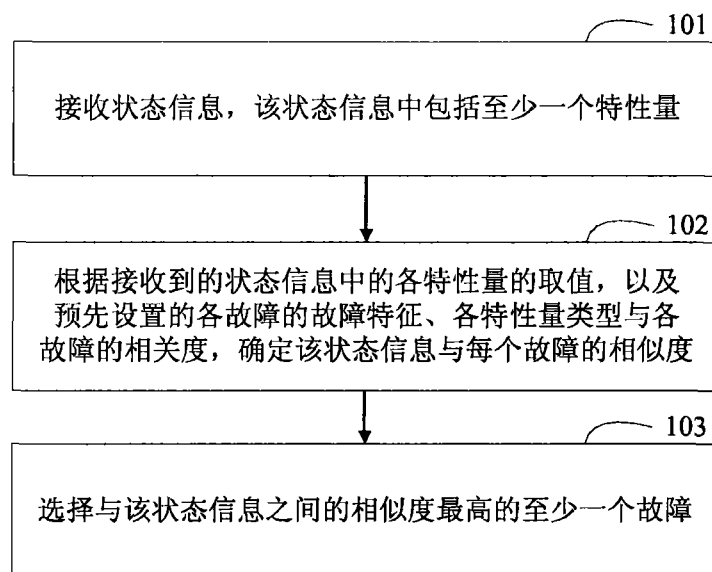 101
接收状态信息，该状态信息中包括至少一个特性量
102
根据接收到的状态信息中的各特性量的取值，以及
预先设置的各故障的故障特征、各特性量类型与各
故障的相关度，确定该状态信息与每个故障的相似度
103
选择与该状态信息之间的相似度最高的至少一个故障